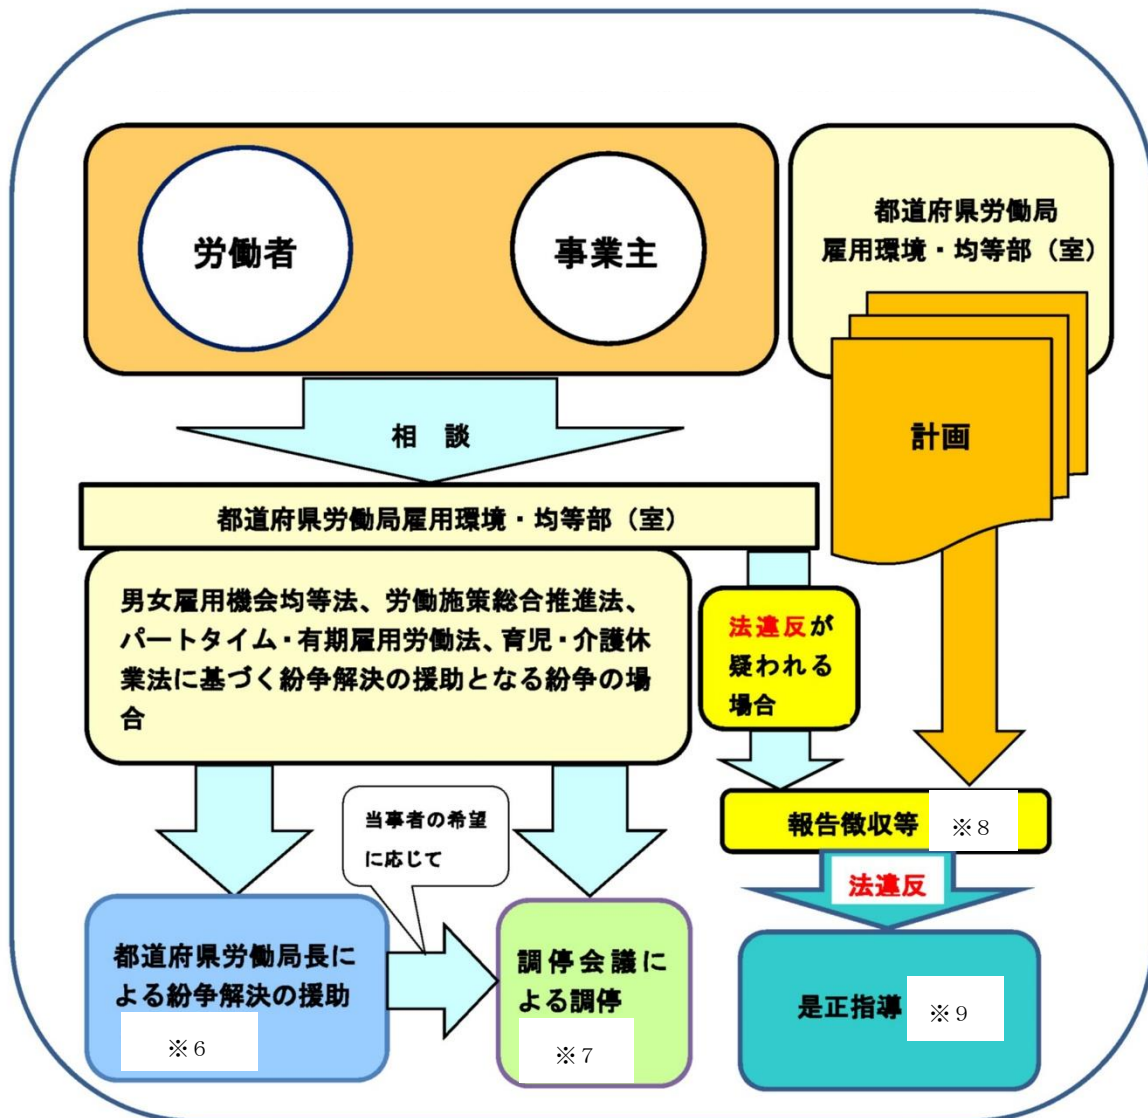 労働者
事業主
都道府県労働局
雇用環境・均等部（室）
計画
相　談
都道府県労働局雇用環境・均等部（室）
男女雇用機会均等法、労働施策総合推進法、
パートタイム・有期雇用労働法、育児・介護休
業法に基づく紛争解決の援助となる紛争の場
合
法違反が
疑われる
場合
当事者の希望
に応じて
報告徴収等
※８
法違反
都道府県労働局長に
よる紛争解決の援助
※６
調停会議に
よる調停
※７
是正指導
※９